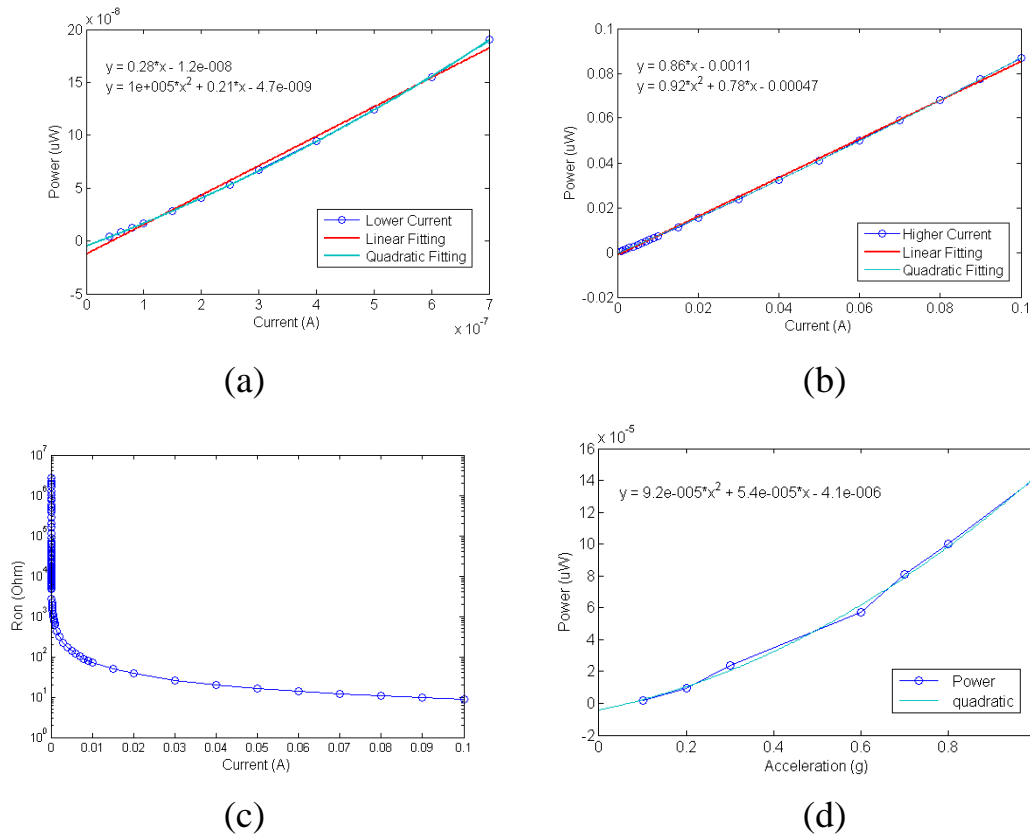 x 10^-8
20
15
10
5
0
-5
Power (uW)
y = 0.28*x - 1.2e-008
y = 1e+005*x^2 + 0.21*x - 4.7e-009
Lower Current
Linear Fitting
Quadratic Fitting
0 1 2 3 4 5 6 7
Current (A)
x 10^-7
(a)
0.1
0.08
0.06
0.04
0.02
0
-0.02
Power (uW)
y = 0.86*x - 0.0011
y = 0.92*x^2 + 0.78*x - 0.00047
Higher Current
Linear Fitting
Quadratic Fitting
0 0.02 0.04 0.06 0.08 0.1
Current (A)
(b)
10^7
10^6
10^5
10^4
10^3
10^2
10^1
10^0
Ron (Ohm)
0 0.01 0.02 0.03 0.04 0.05 0.06 0.07 0.08 0.09 0.1
Current (A)
(c)
x 10^-5
16
14
12
10
8
6
4
2
0
-2
Power (uW)
y = 9.2e-005*x^2 + 5.4e-005*x - 4.1e-006
Power
quadratic
0 0.2 0.4 0.6 0.8
Acceleration (g)
(d)